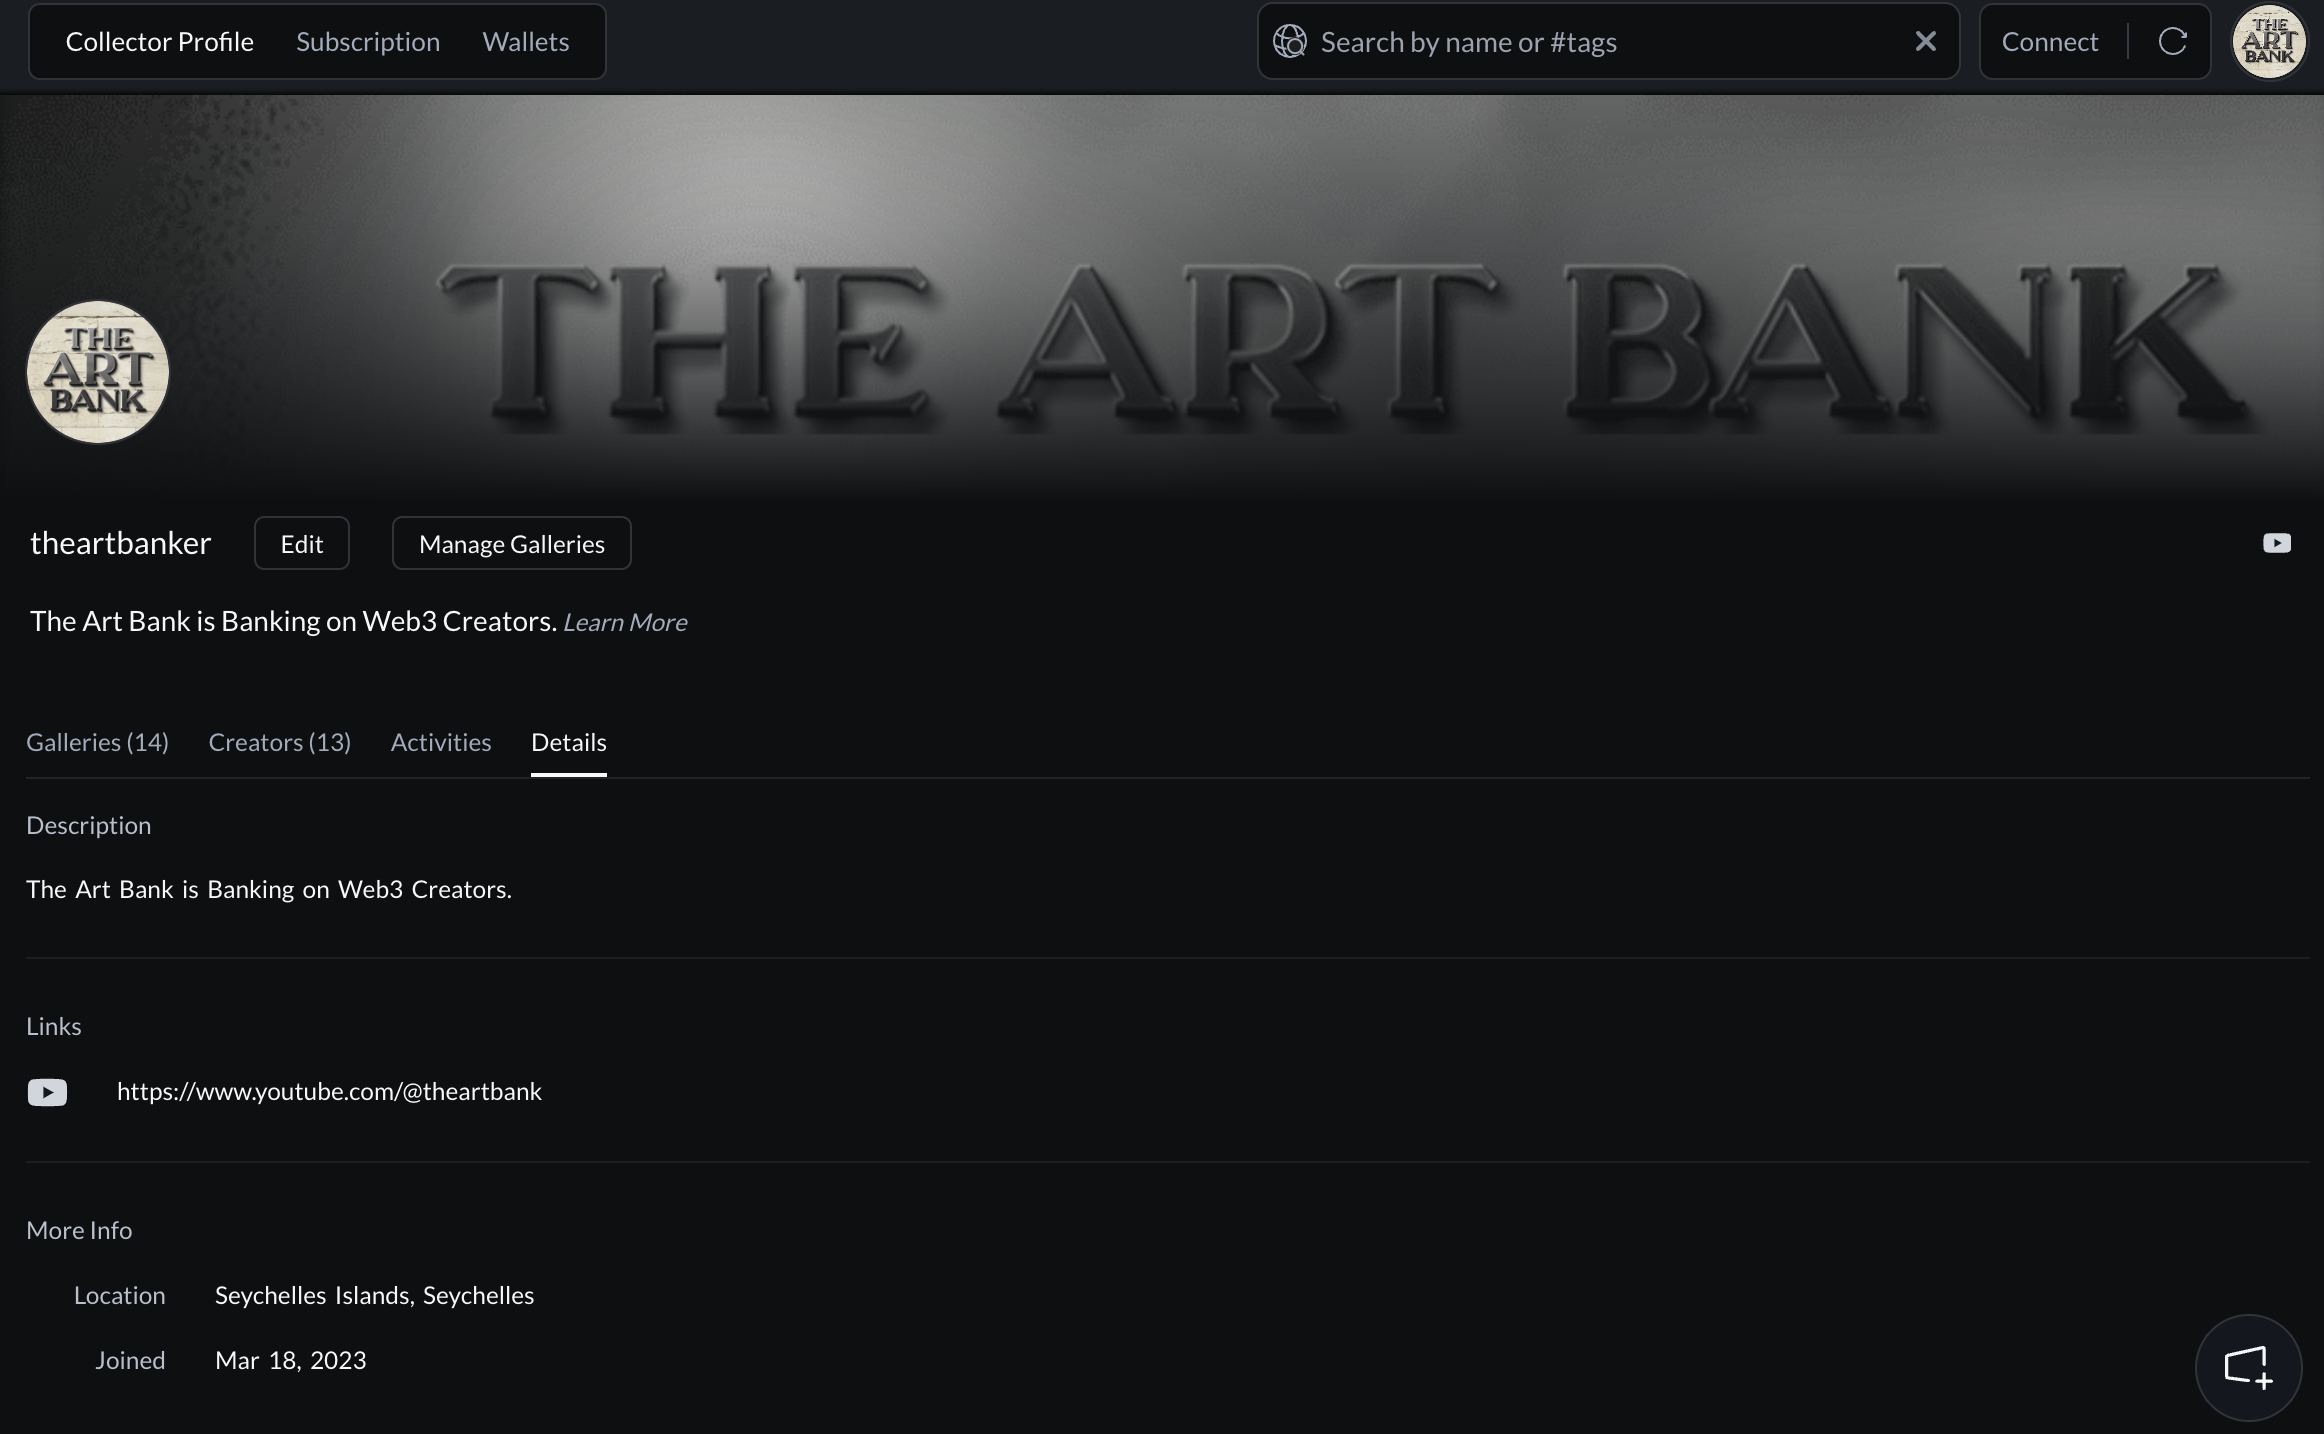 Collector Profile Subscription Wallets
Search by name or #tags
Connect
THE
ART
BANK
THE ART BANK
THE
ART
BANK
theartbanker Edit Manage Galleries
The Art Bank is Banking on Web3 Creators. Learn More
Galleries (14) Creators (13) Activities Details
Description
The Art Bank is Banking on Web3 Creators.
Links
https://www.youtube.com/@theartbank
More Info
Location Seychelles Islands, Seychelles
Joined Mar 18, 2023